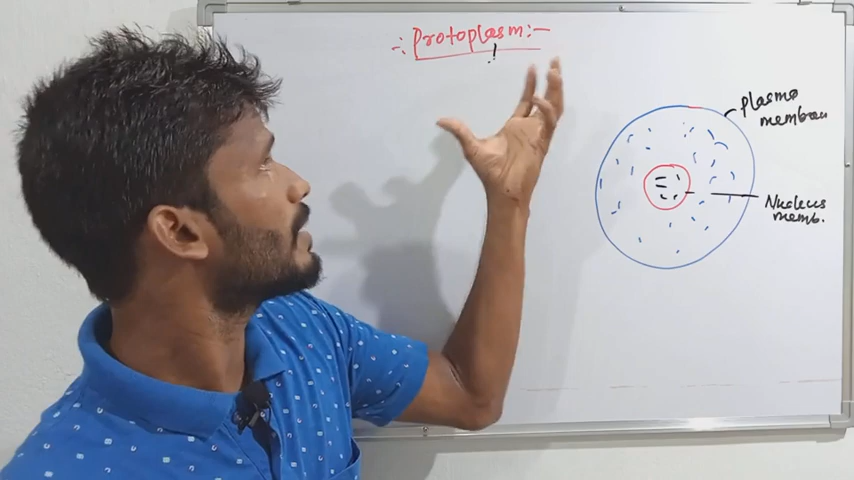 -: Protoplasm :-
Plasma
membran
Nucleus
memb.